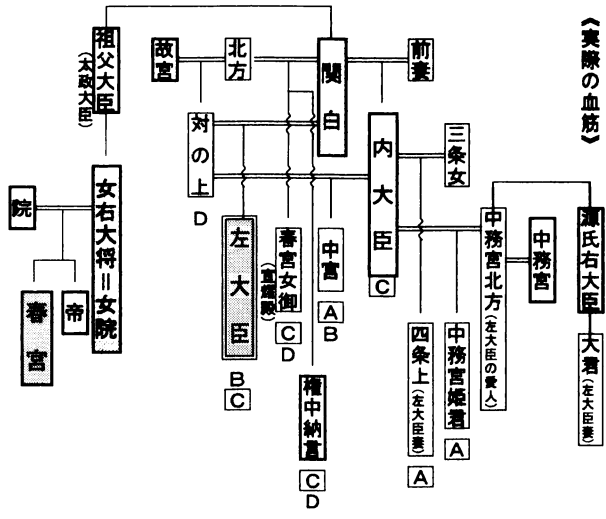 《実際の血筋》
前妻
関白
北方
故宮
祖父大臣
(太政大臣)
三条女
内大臣
C
対の上
D
源氏右大臣
大君(左大臣妻)
中務宮
中務宮北方(左大臣の愛人)
中務宮姫君
A
四条上(左大臣妻)
A
中宮
A
B
春宮女御
(宣耀殿)
C
D
権中納言
C
D
左大臣
B
C
女右大将=女院
院
帝
春宮